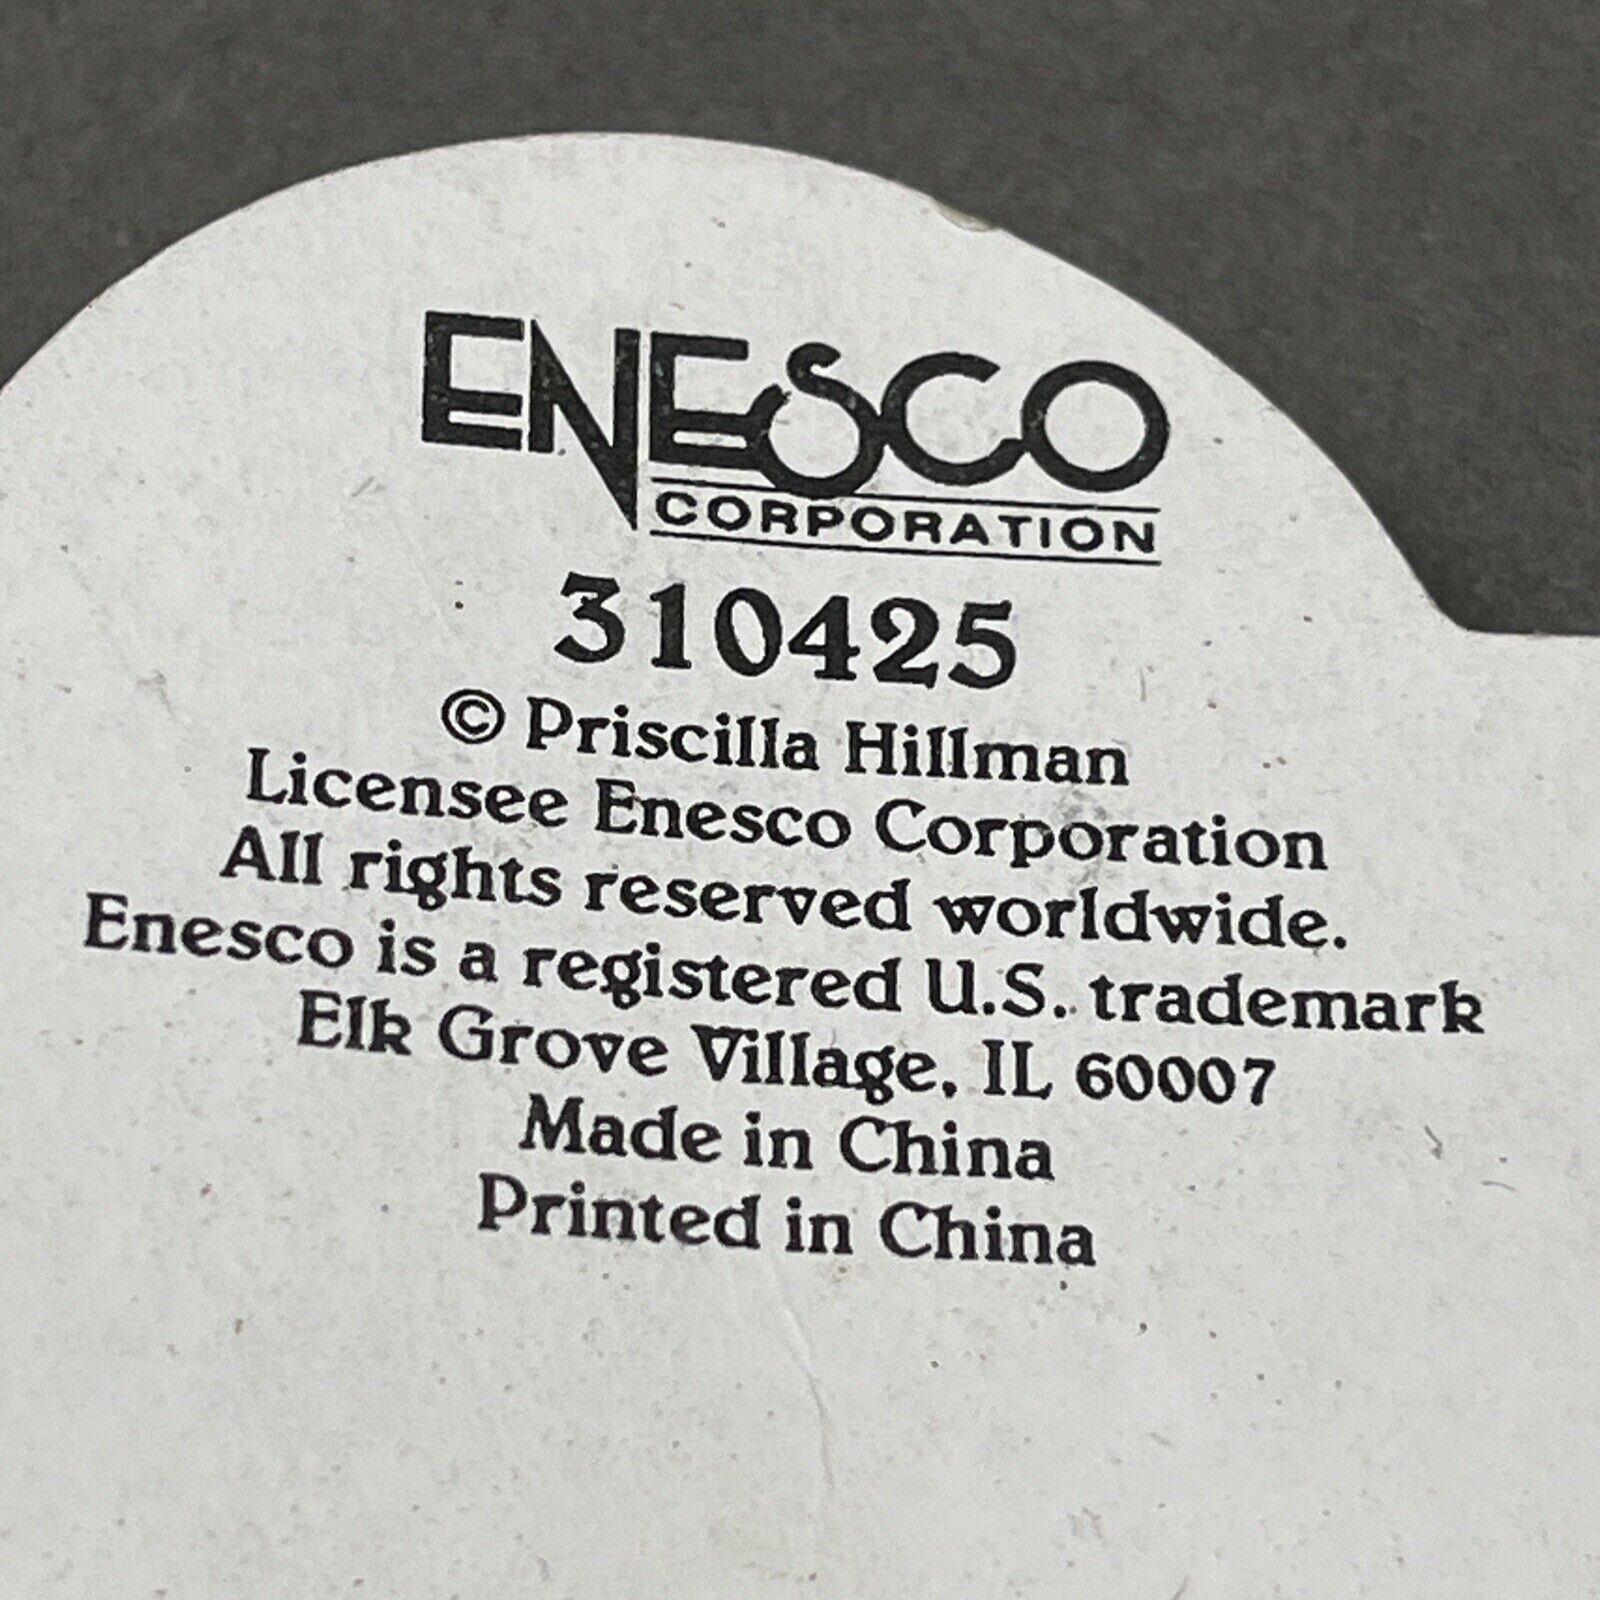 ENESCO
CORPORATION
310425
© Priscilla Hillman
Licensee Enesco Corporation
All rights reserved worldwide.
Enesco is a registered U.S. trademark
Elk Grove Village, IL 60007
Made in China
Printed in China